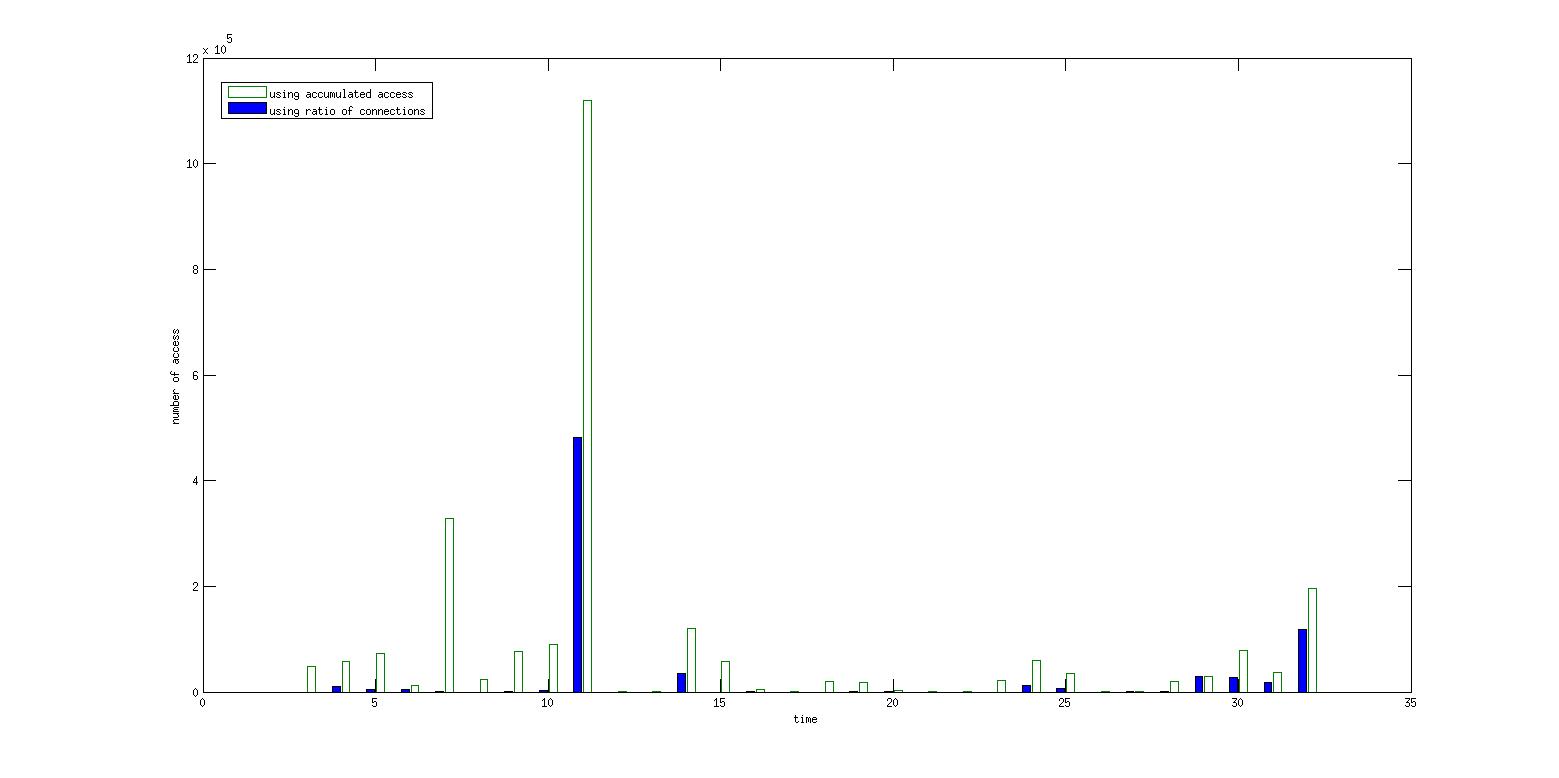 x 10 5
12
using accumulated access
using ratio of connections
10
8
6
4
2
0
number of access
0 5 10 15 20 25 30 35
time